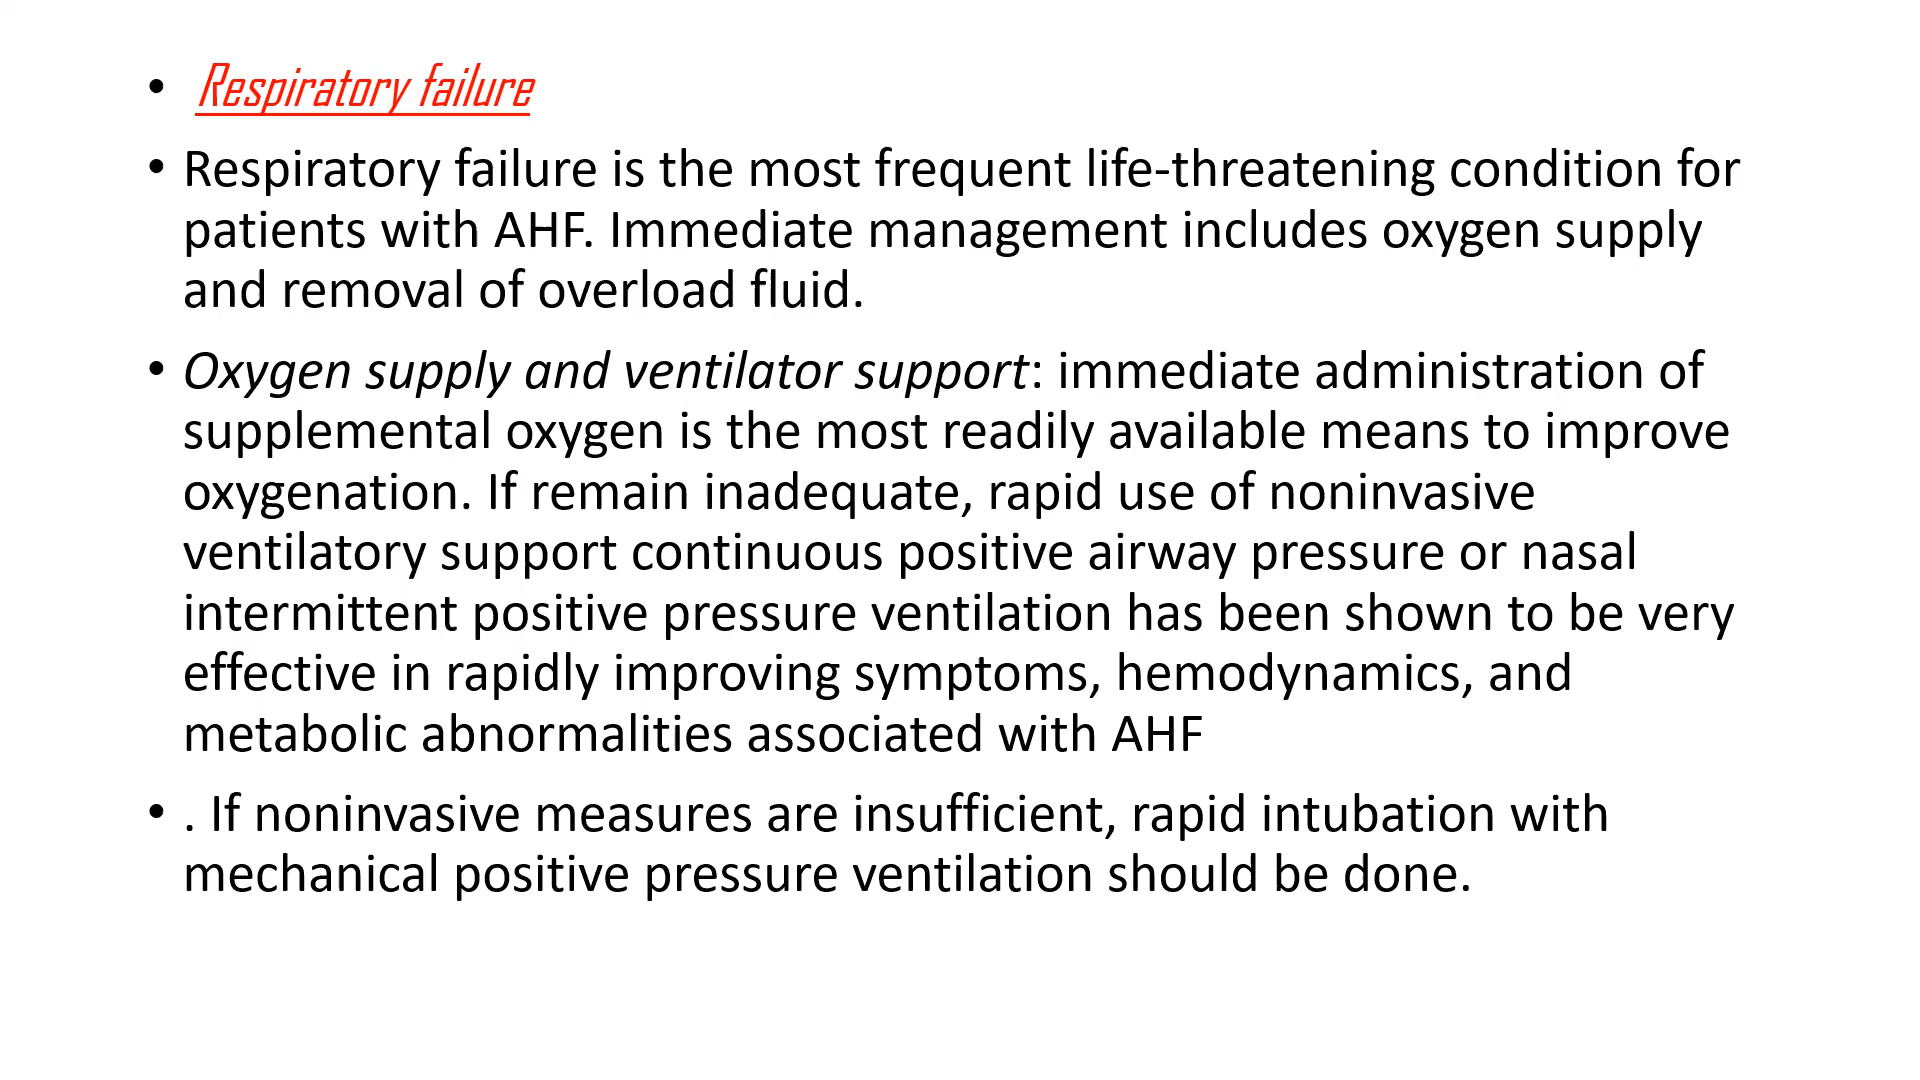 • Respiratory failure
• Respiratory failure is the most frequent life-threatening condition for
patients with AHF. Immediate management includes oxygen supply
and removal of overload fluid.
• Oxygen supply and ventilator support: immediate administration of
supplemental oxygen is the most readily available means to improve
oxygenation. If remain inadequate, rapid use of noninvasive
ventilatory support continuous positive airway pressure or nasal
intermittent positive pressure ventilation has been shown to be very
effective in rapidly improving symptoms, hemodynamics, and
metabolic abnormalities associated with AHF
• . If noninvasive measures are insufficient, rapid intubation with
mechanical positive pressure ventilation should be done.